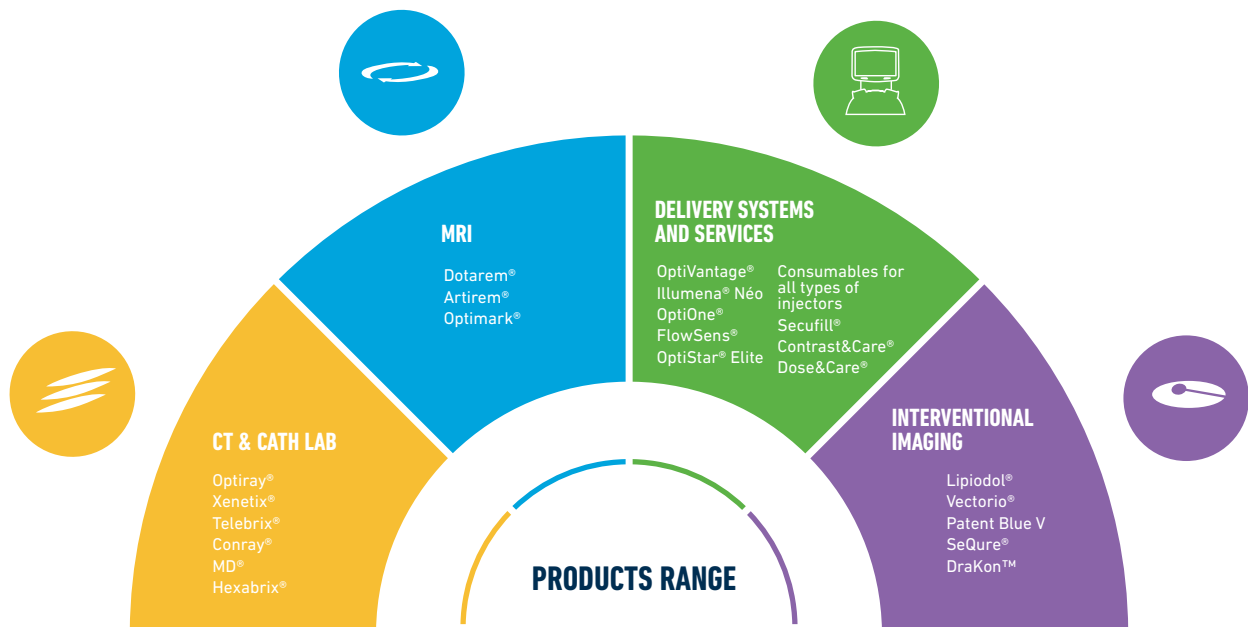 MRI
Dotarem®
Artirem®
Optimark®
DELIVERY SYSTEMS
AND SERVICES
OptiVantage®
Illumena® Néo
OptiOne®
FlowSens®
OptiStar® Elite
Consumables for
all types of
injectors
Secufill®
Contrast&Care®
Dose&Care®
CT & CATH LAB
Optiray®
Xenetix®
Telebrix®
Conray®
MD®
Hexabrix®
INTERVENTIONAL
IMAGING
Lipiodol®
Vectorio®
Patent Blue V
SeQure®
DraKon™
PRODUCTS RANGE